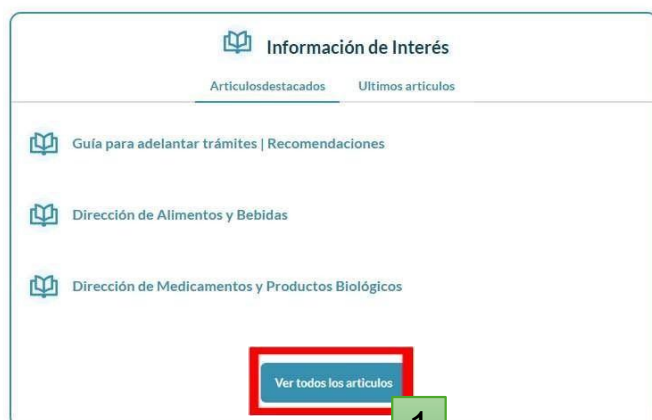 Información de Interés
Articulosdestacados Ultimos articulos
Guía para adelantar trámites | Recomendaciones
Dirección de Alimentos y Bebidas
Dirección de Medicamentos y Productos Biológicos
Ver todos los articulos
1